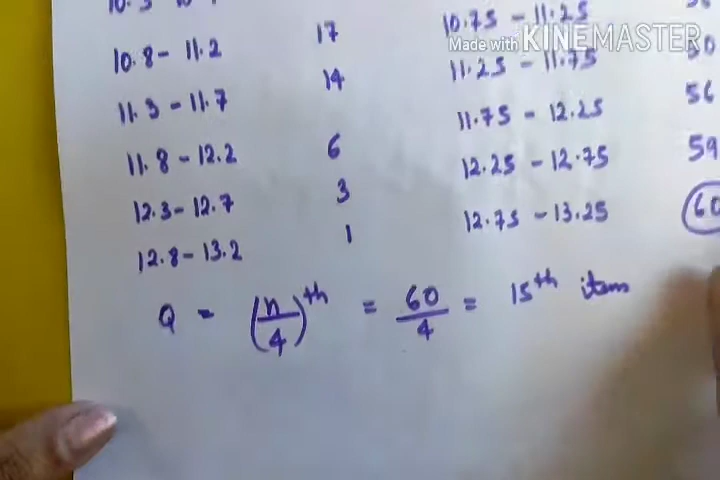 10.8 - 11.2 17 10.75 - 11.25
Made with KINEMASTER
11.3 - 11.7 14 11.25 - 11.75
11.8 - 12.2 6 11.75 - 12.25 56
12.3 - 12.7 3 12.25 - 12.75 59
12.8 - 13.2 1 12.75 - 13.25 60
Q = (n/4)th = 60/4 = 15th item